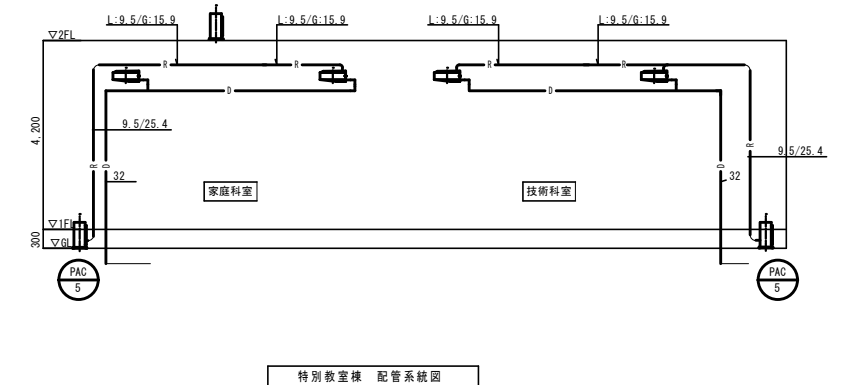 L:9.5/G:15.9
L:9.5/G:15.9
L:9.5/G:15.9
L:9.5/G:15.9
▽2FL
R
R
R
R
D
D
4,200
9.5/25.4
R
D
32
家庭科室
技術科室
D
32
R
9.5/25.4
▽1FL
300
▽GL
PAC
5
PAC
5
特別教室棟 配管系統図